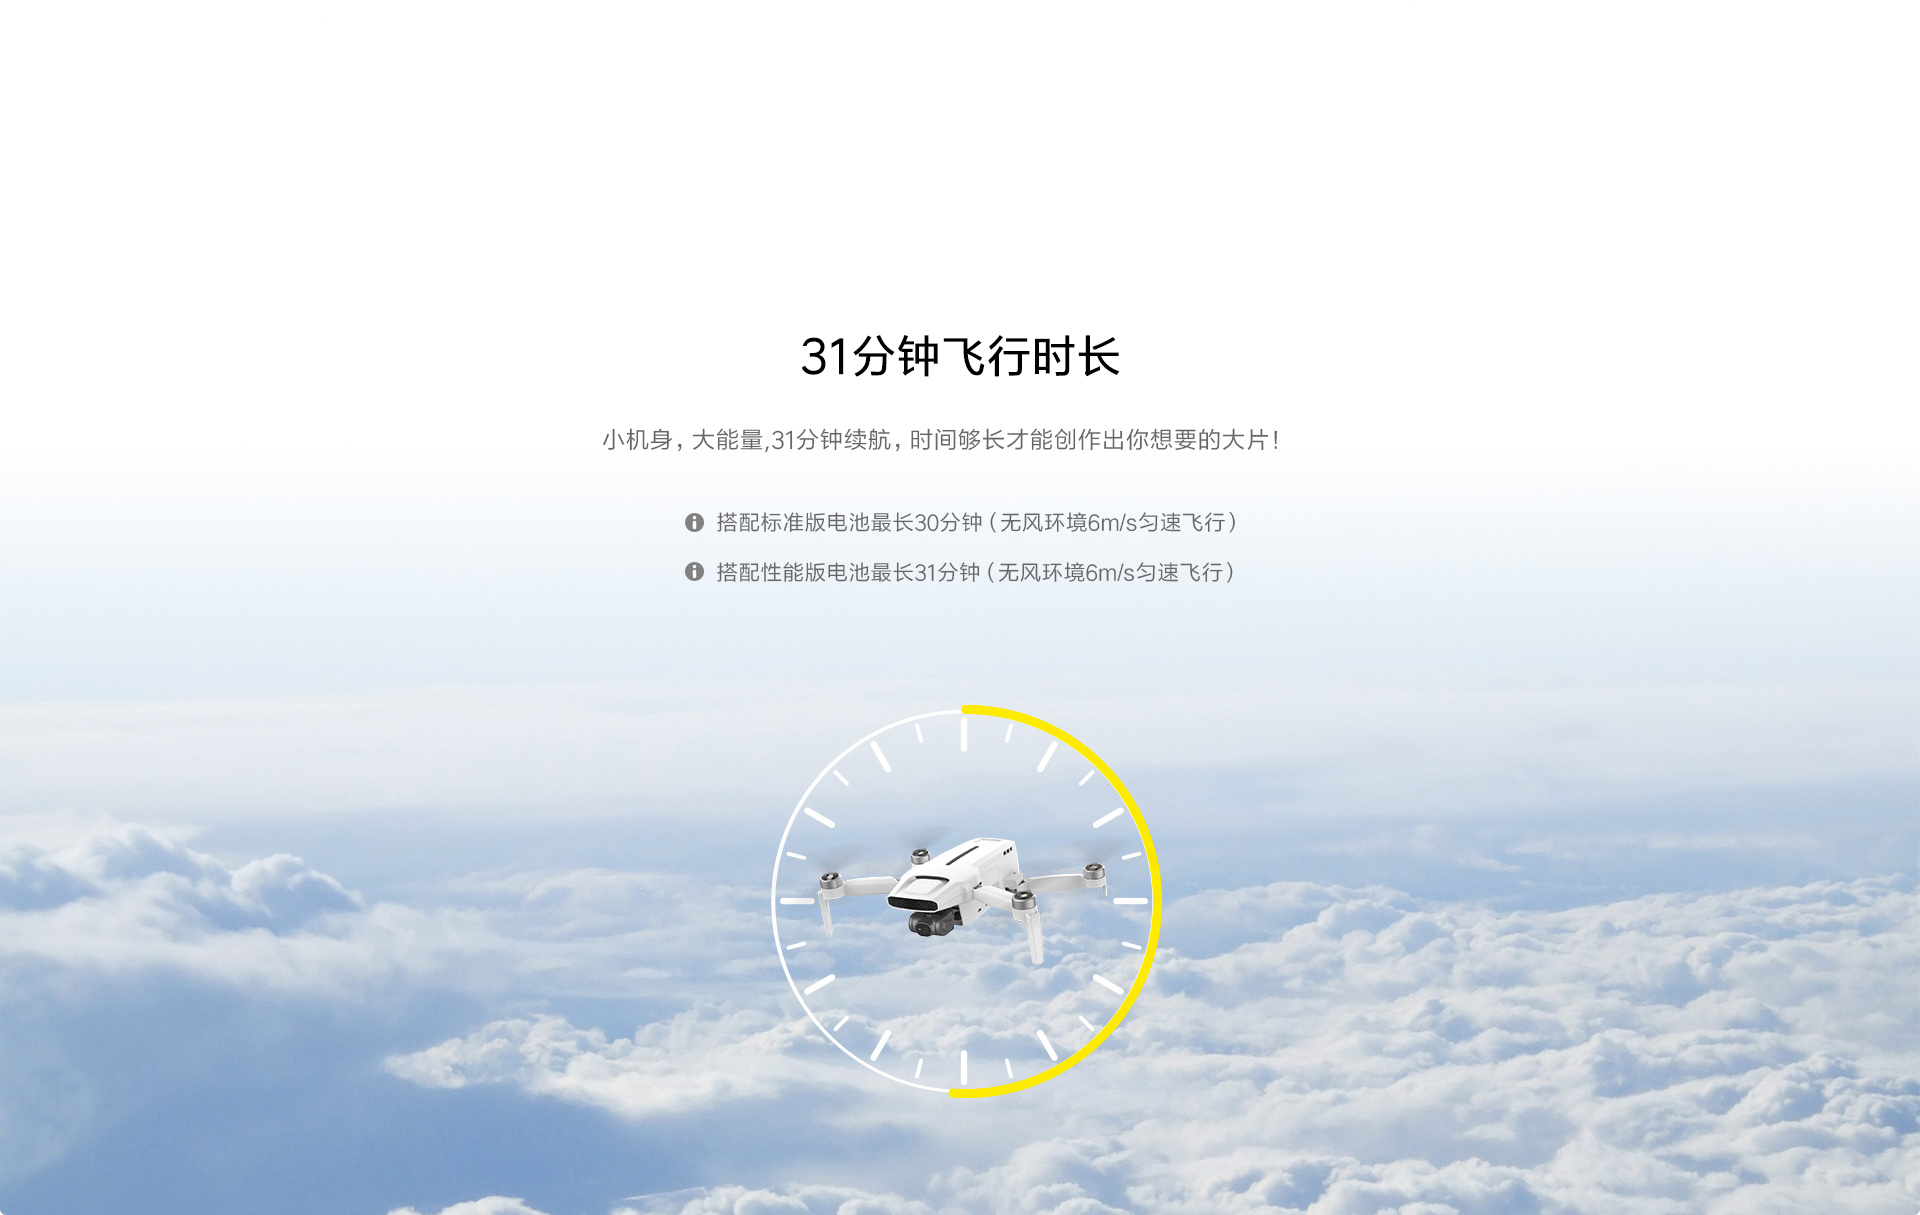 31分钟飞行时长
小机身，大能量,31分钟续航，时间够长才能创作出你想要的大片！
搭配标准版电池最长30分钟（无风环境6m/s匀速飞行）
搭配性能版电池最长31分钟（无风环境6m/s匀速飞行）